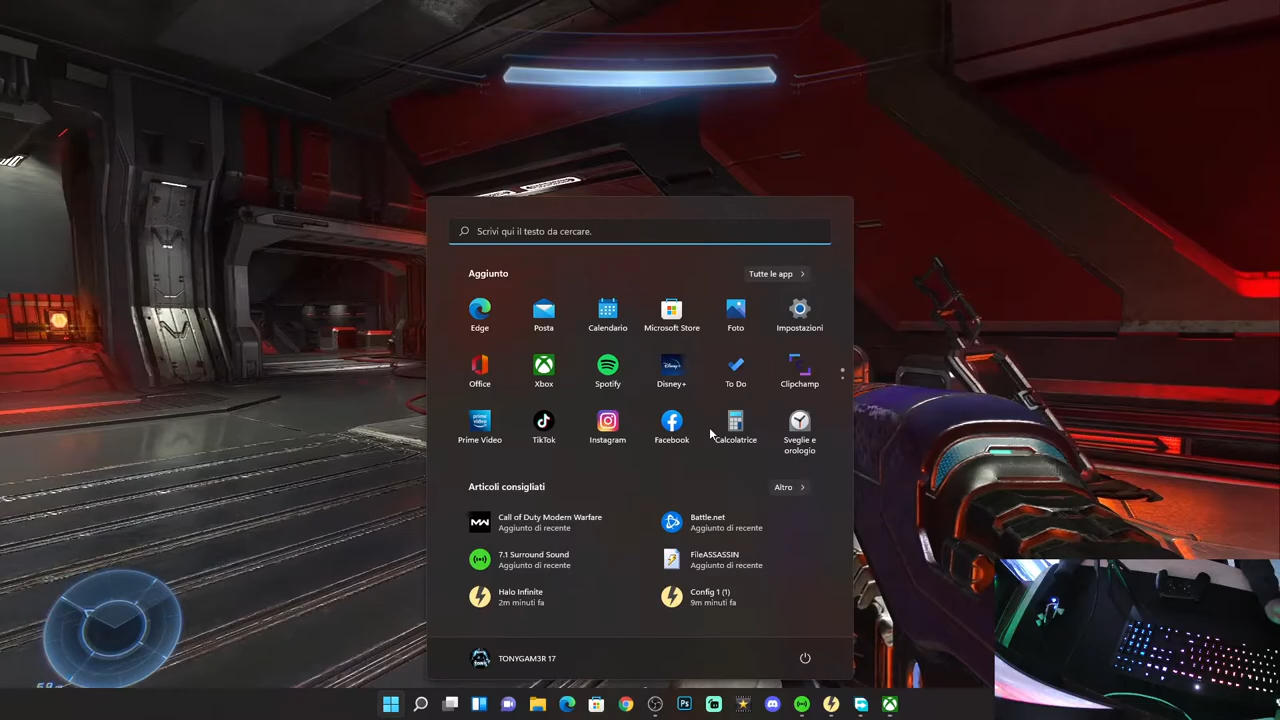 Scrivi qui il testo da cercare.
Aggiunto
Tutte le app
Edge
Posta
Calendario
Microsoft Store
Foto
Impostazioni
Office
Xbox
Spotify
Disney+
To Do
Clipchamp
prime video
Prime Video
TikTok
Instagram
Facebook
Calcolatrice
Sveglie e
orologio
Articoli consigliati
Altro
Call of Duty Modern Warfare
Aggiunto di recente
Battle.net
Aggiunto di recente
7.1 Surround Sound
Aggiunto di recente
FileASSASSIN
Aggiunto di recente
Halo Infinite
2m minuti fa
Config 1 (1)
9m minuti fa
TONYGAM3R 17
Ps